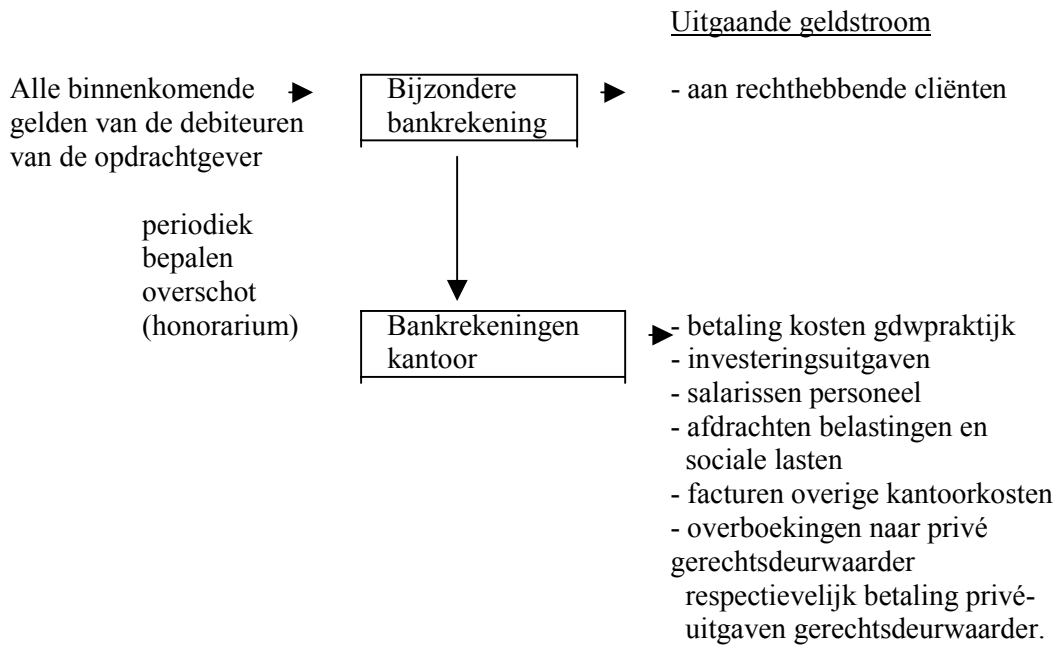 Uitgaande geldstroom
Alle binnenkomende
gelden van de debiteuren
van de opdrachtgever
Bijzondere
bankrekening
- aan rechthebbende cliënten
periodiek
bepalen
overschot
(honorarium)
Bankrekeningen
kantoor
- betaling kosten gdwpraktijk
- investeringsuitgaven
- salarissen personeel
- afdrachten belastingen en
sociale lasten
- facturen overige kantoorkosten
- overboekingen naar privé
gerechtsdeurwaarder
respectievelijk betaling privé-
uitgaven gerechtsdeurwaarder.